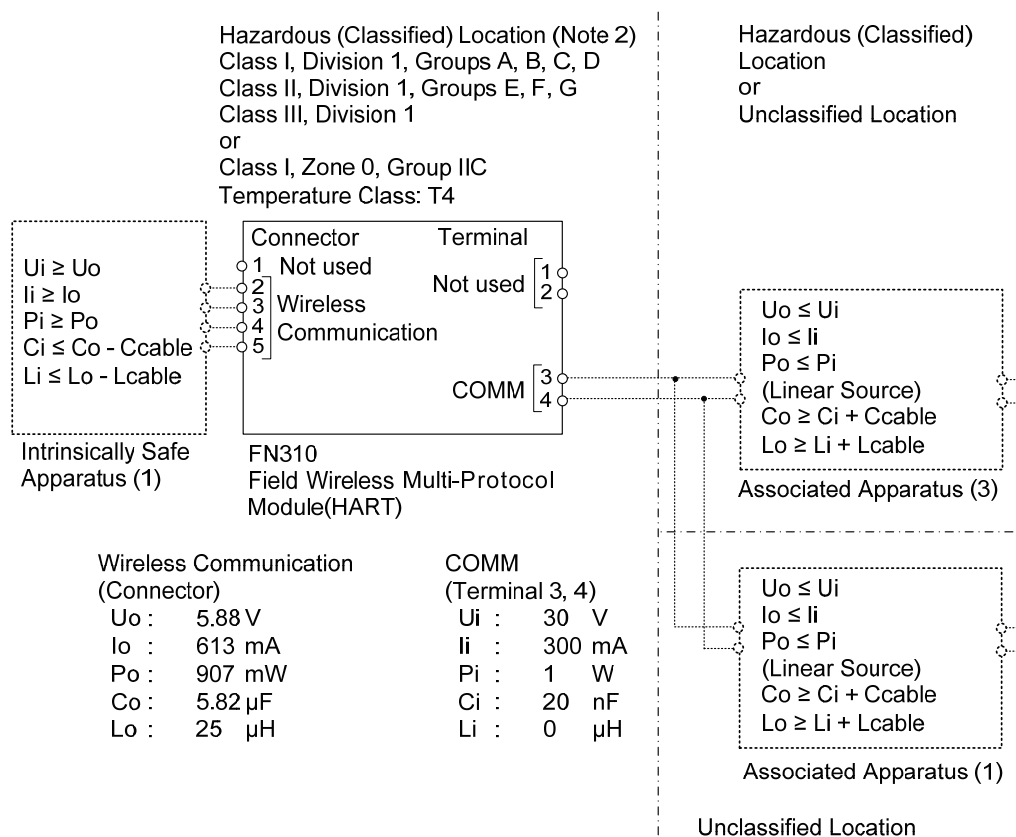 Hazardous (Classified) Location (Note 2)
Class I, Division 1, Groups A, B, C, D
Class II, Division 1, Groups E, F, G
Class III, Division 1
or
Class I, Zone 0, Group IIC
Temperature Class: T4
Hazardous (Classified)
Location
or
Unclassified Location
Ui ≥ Uo
Ii ≥ Io
Pi ≥ Po
Ci ≤ Co - Ccable
Li ≤ Lo - Lcable
Intrinsically Safe
Apparatus (1)
Connector
1 Not used
2
3
4
5
Wireless
Communication
Terminal
Not used
1
2
COMM
3
4
FN310
Field Wireless Multi-Protocol
Module(HART)
Uo ≤ Ui
Io ≤ Ii
Po ≤ Pi
(Linear Source)
Co ≥ Ci + Ccable
Lo ≥ Li + Lcable
Associated Apparatus (3)
Wireless Communication
(Connector)
Uo : 5.88 V
Io : 613 mA
Po : 907 mW
Co : 5.82 µF
Lo : 25 µH
COMM
(Terminal 3, 4)
Ui : 30 V
Ii : 300 mA
Pi : 1 W
Ci : 20 nF
Li : 0 µH
Uo ≤ Ui
Io ≤ Ii
Po ≤ Pi
(Linear Source)
Co ≥ Ci + Ccable
Lo ≥ Li + Lcable
Associated Apparatus (1)
Unclassified Location